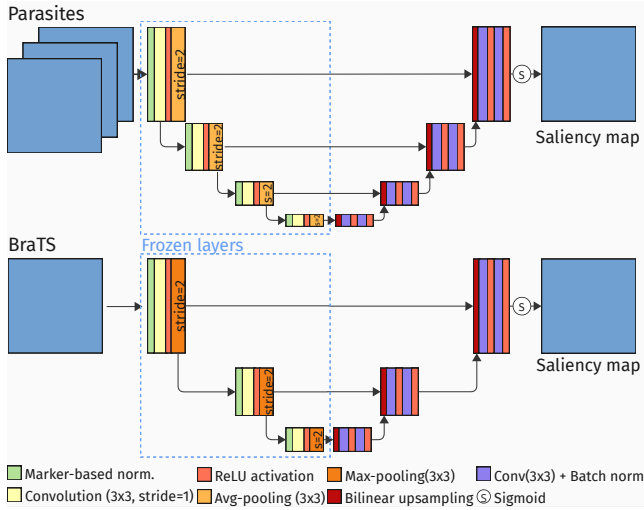 Parasites
stride=2
S
stride=2
Saliency map
s=2
s=2
BraTS
Frozen layers
stride=2
S
stride=2
Saliency map
s=2
Marker-based norm.
ReLU activation
Max-pooling(3x3)
Conv(3x3) + Batch norm
Convolution (3x3, stride=1)
Avg-pooling (3x3)
Bilinear upsampling
S Sigmoid